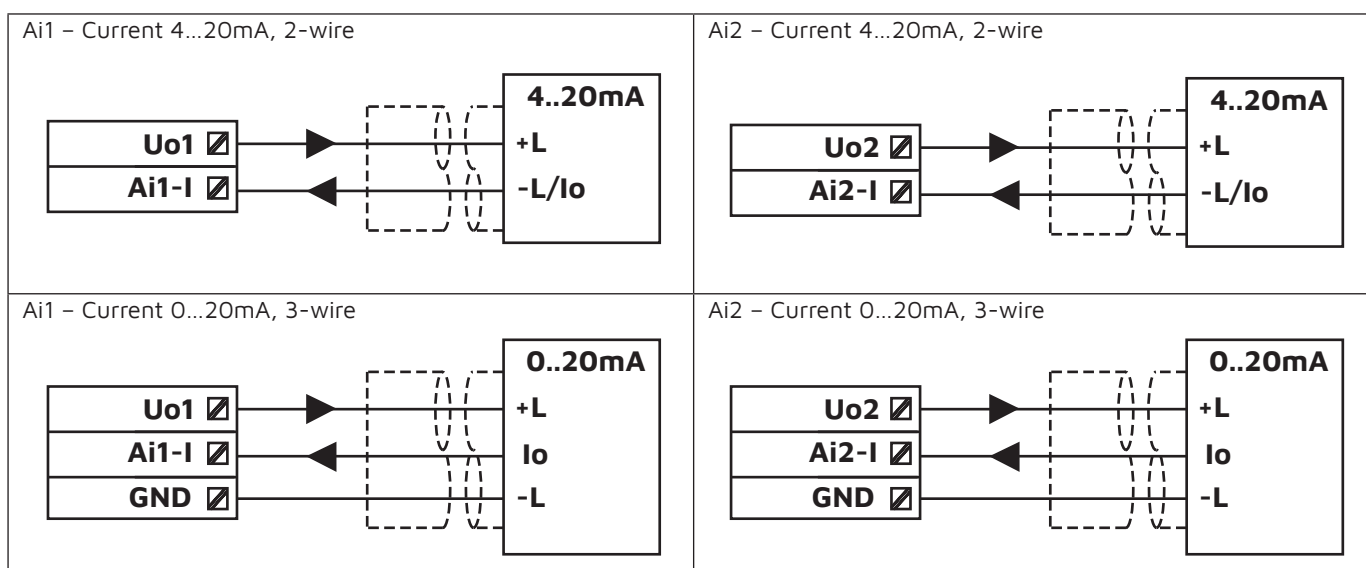 Ai1 – Current 4...20mA, 2-wire
4..20mA
Uo1
+L
Ai1-I
-L/Io
Ai2 – Current 4...20mA, 2-wire
4..20mA
Uo2
+L
Ai2-I
-L/Io
Ai1 – Current 0...20mA, 3-wire
0..20mA
Uo1
+L
Ai1-I
Io
GND
-L
Ai2 – Current 0...20mA, 3-wire
0..20mA
Uo2
+L
Ai2-I
Io
GND
-L